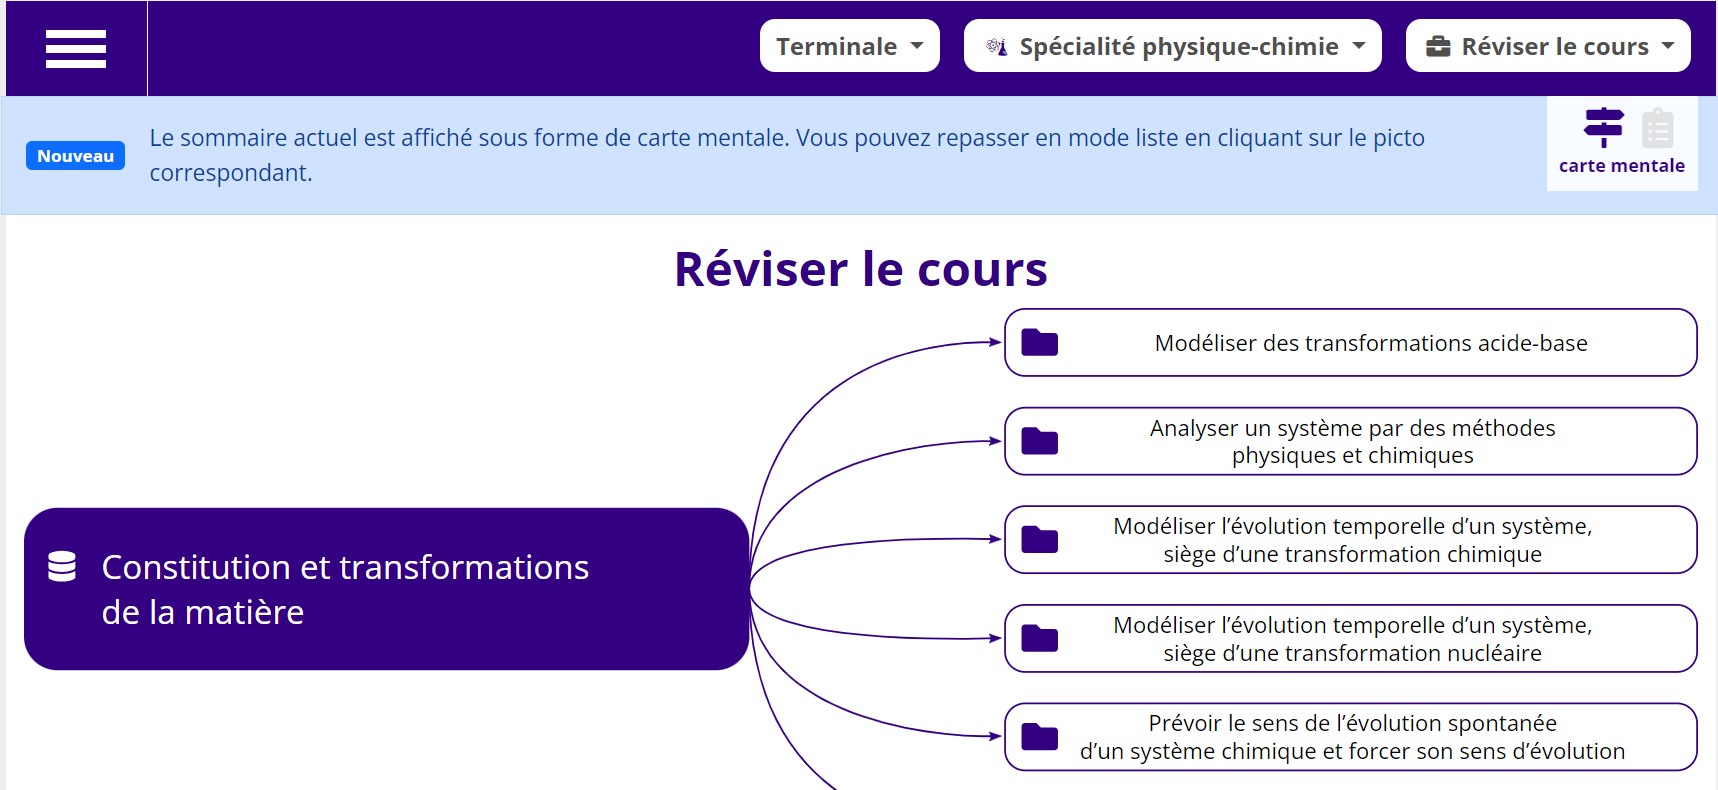 Terminale
Spécialité physique-chimie
Réviser le cours
Nouveau
Le sommaire actuel est affiché sous forme de carte mentale. Vous pouvez repasser en mode liste en cliquant sur le picto
correspondant.
carte mentale
Réviser le cours
Constitution et transformations
de la matière
Modéliser des transformations acide-base
Analyser un système par des méthodes
physiques et chimiques
Modéliser l’évolution temporelle d’un système,
siège d’une transformation chimique
Modéliser l’évolution temporelle d’un système,
siège d’une transformation nucléaire
Prévoir le sens de l’évolution spontanée
d’un système chimique et forcer son sens d’évolution